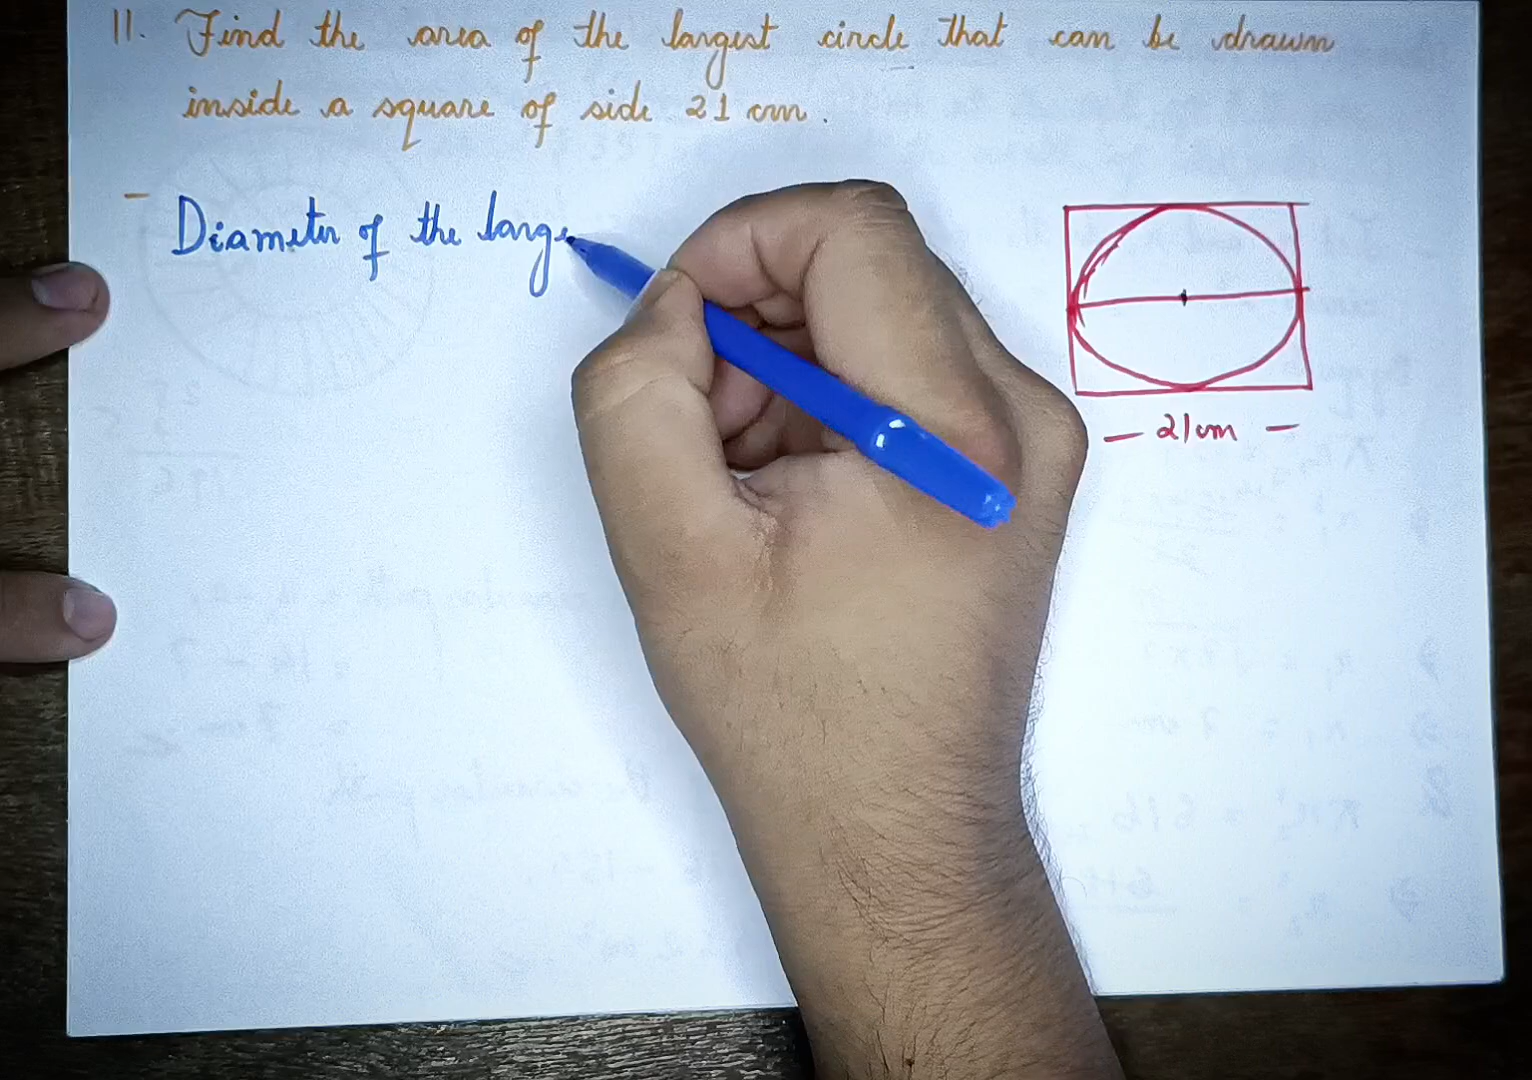 11. Find the area of the largest circle that can be drawn
inside a square of side 21 cm.
- Diameter of the large
— 21cm —